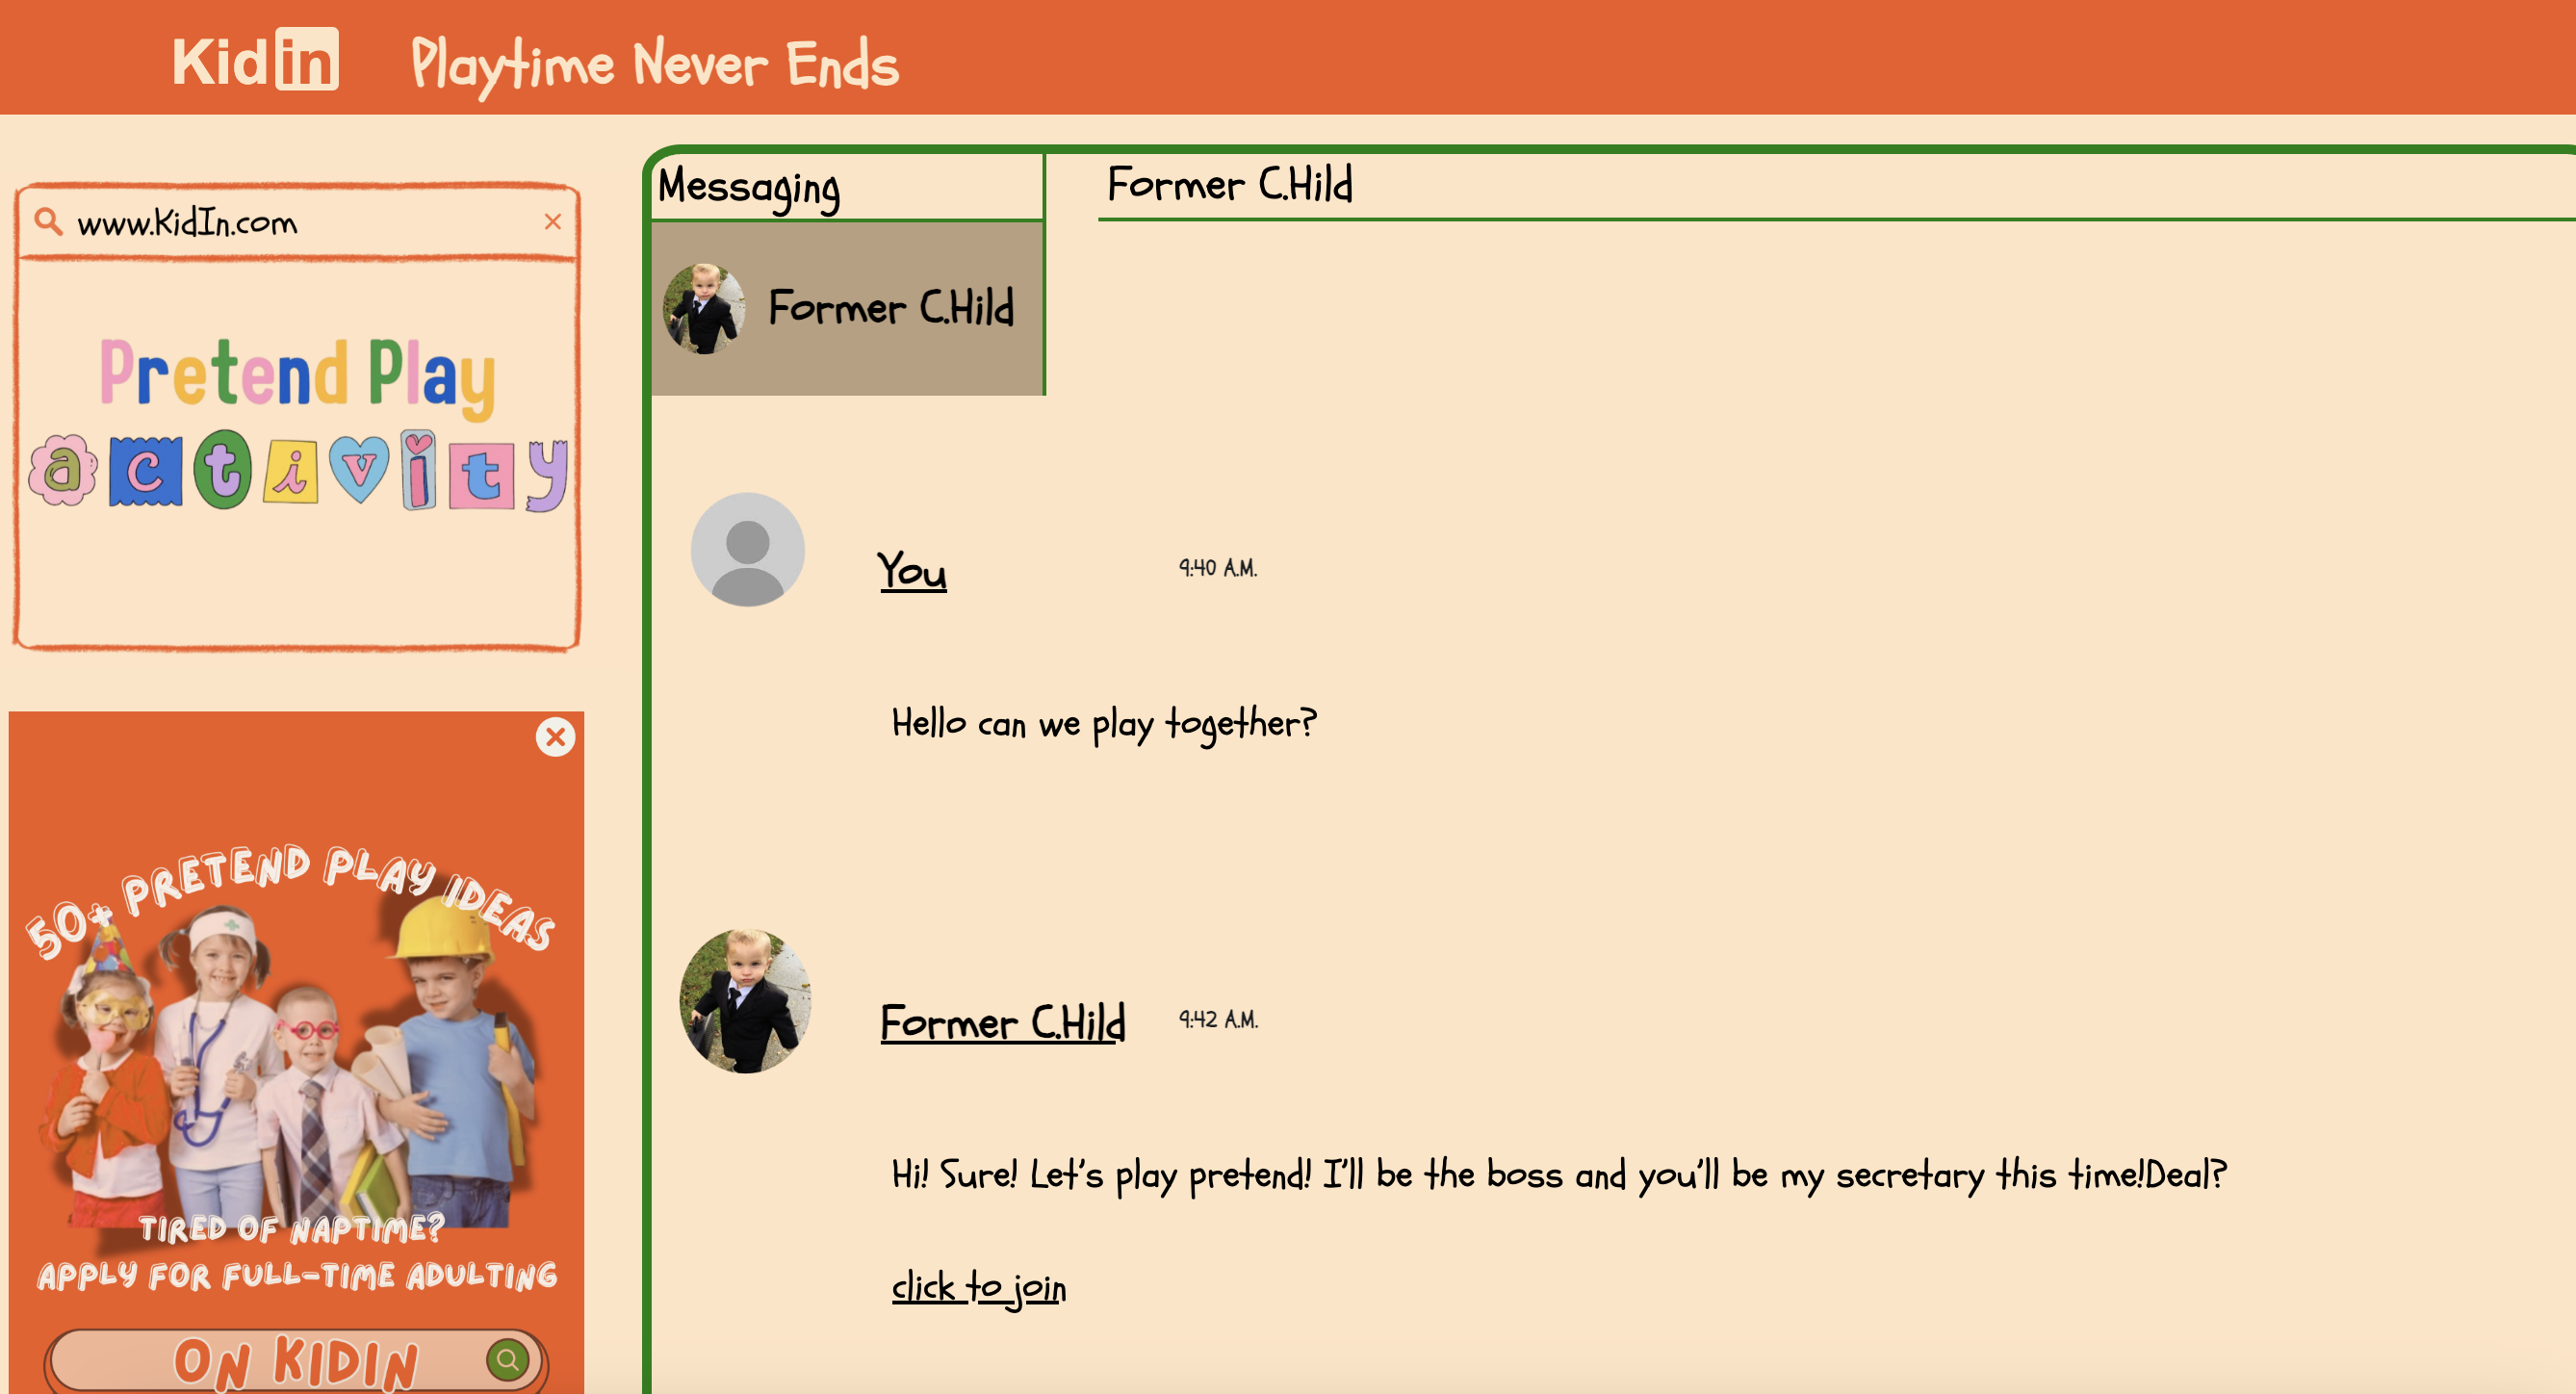 Kidin
Playtime Never Ends
www.KidIn.com
Pretend Play
activity
50+ PRETEND PLAY IDEAS
TIRED OF NAPTIME?
APPLY FOR FULL-TIME ADULTING
ON KIDIN
Messaging
Former C.Hild
Former C.Hild
You
9:40 A.M.
Hello can we play together?
Former C.Hild
9:42 A.M.
Hi! Sure! Let's play pretend! I'll be the boss and you'll be my secretary this time!Deal?
click to join